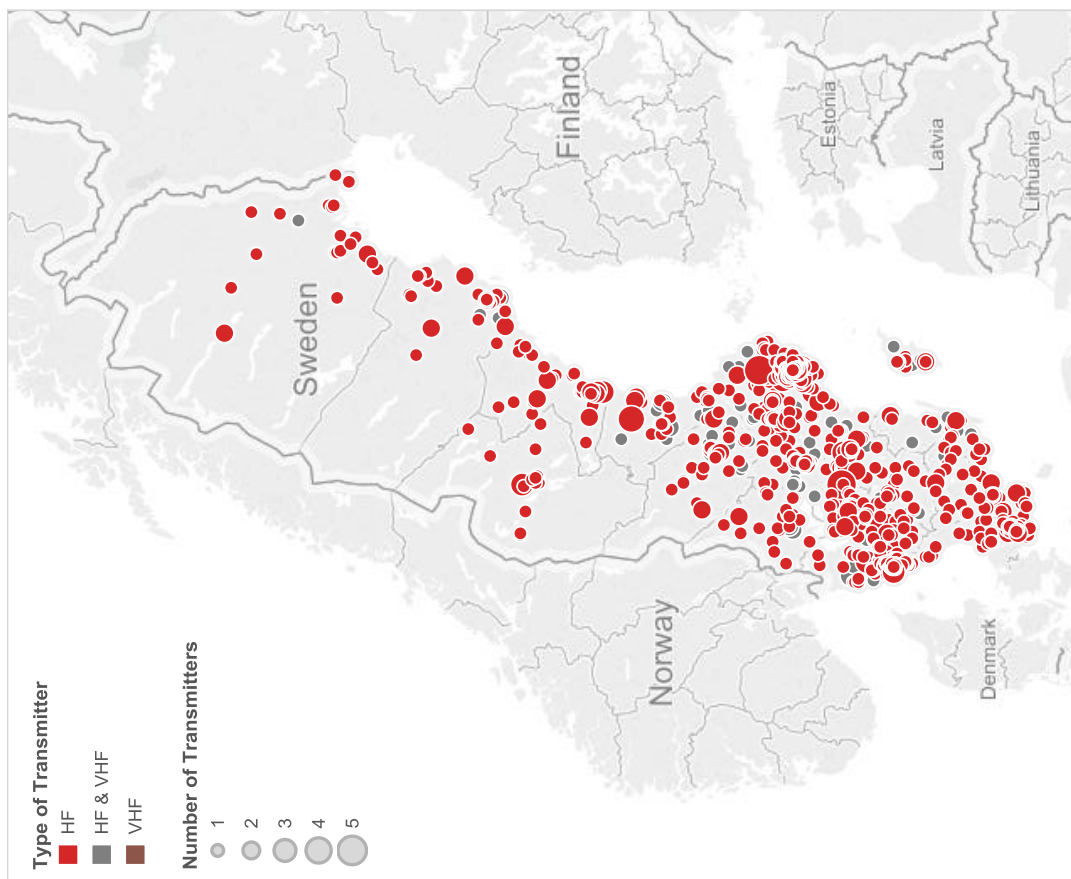 Type of Transmitter
HF
HF & VHF
VHF
Number of Transmitters
1
2
3
4
5
Sweden
Finland
Norway
Estonia
Latvia
Lithuania
Denmark